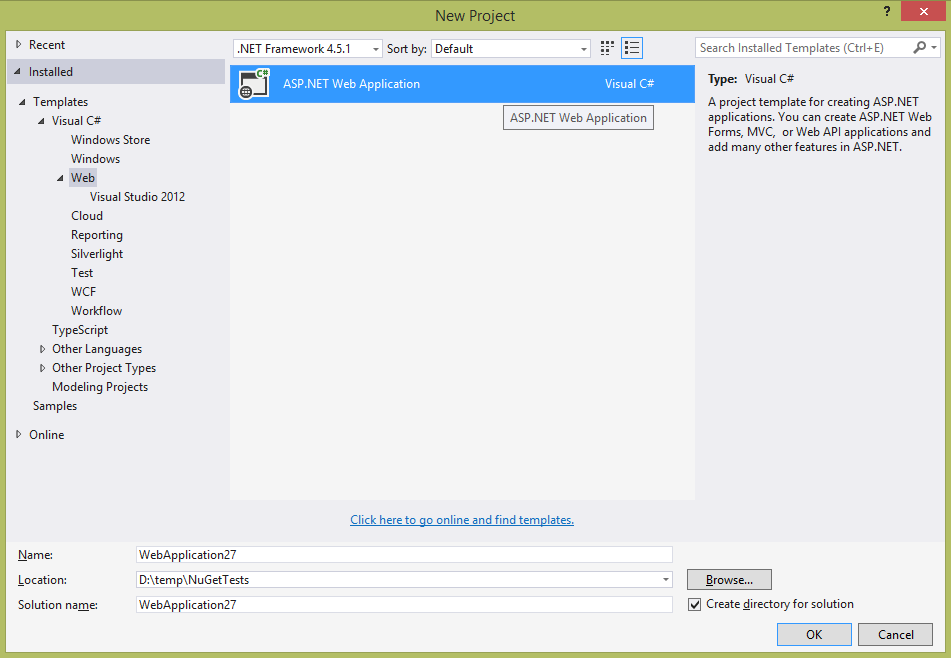 New Project
?
Recent
.NET Framework 4.5.1
Sort by: Default
Search Installed Templates (Ctrl+E)
Installed
Templates
Visual C#
Windows Store
Windows
Web
Visual Studio 2012
Cloud
Reporting
Silverlight
Test
WCF
Workflow
TypeScript
Other Languages
Other Project Types
Modeling Projects
Samples
Online
C#
ASP.NET Web Application
Visual C#
ASP.NET Web Application
Type: Visual C#
A project template for creating ASP.NET
applications. You can create ASP.NET Web
Forms, MVC, or Web API applications and
add many other features in ASP.NET.
Click here to go online and find templates.
Name: WebApplication27
Location: D:\temp\NuGetTests
Browse...
Solution name: WebApplication27
Create directory for solution
OK
Cancel